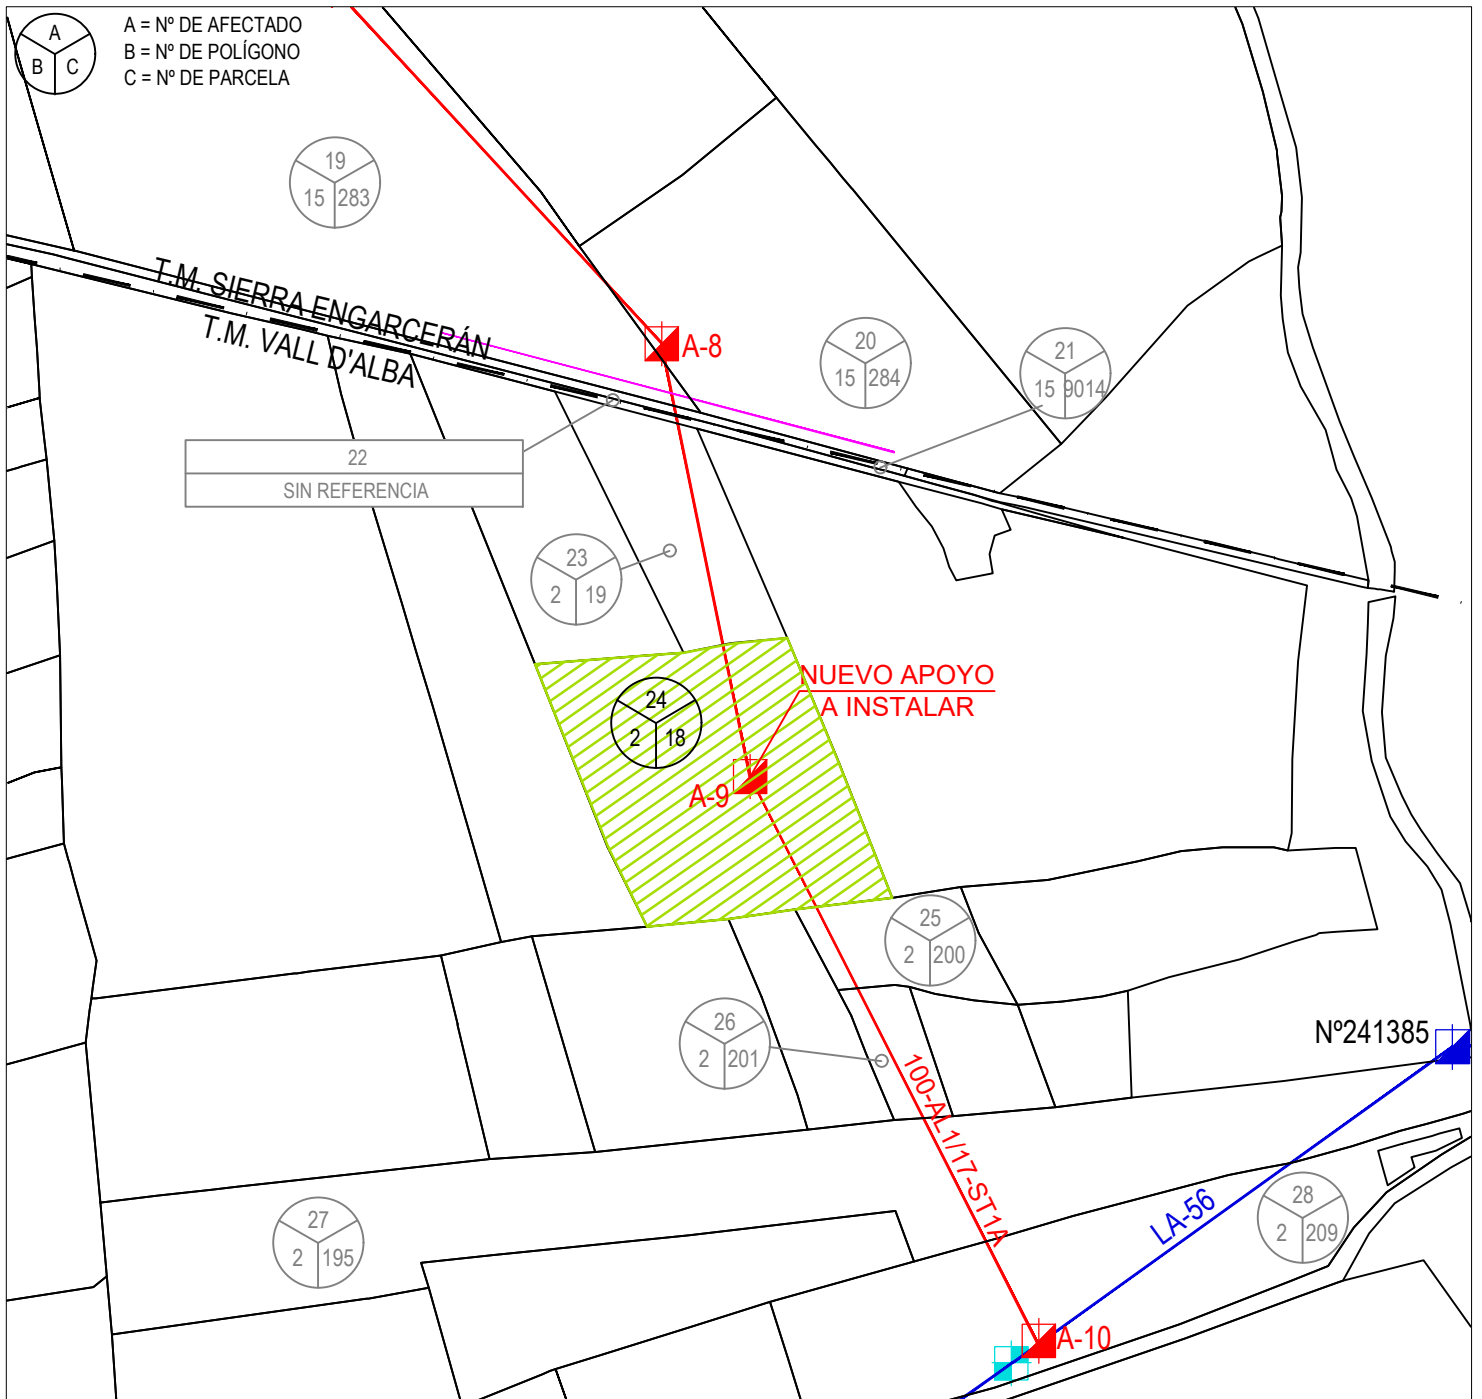 A
B
C
A = Nº DE AFECTADO
B = Nº DE POLÍGONO
C = Nº DE PARCELA
19
15
283
T.M. SIERRA ENGARCERÁN
T.M. VALL D'ALBA
A-8
20
15
284
21
15
9014
22
SIN REFERENCIA
23
2
19
24
2
18
NUEVO APOYO
A INSTALAR
A-9
25
2
200
26
2
201
Nº241385
100-AL1/17-ST1A
LA-56
27
2
195
28
2
209
A-10